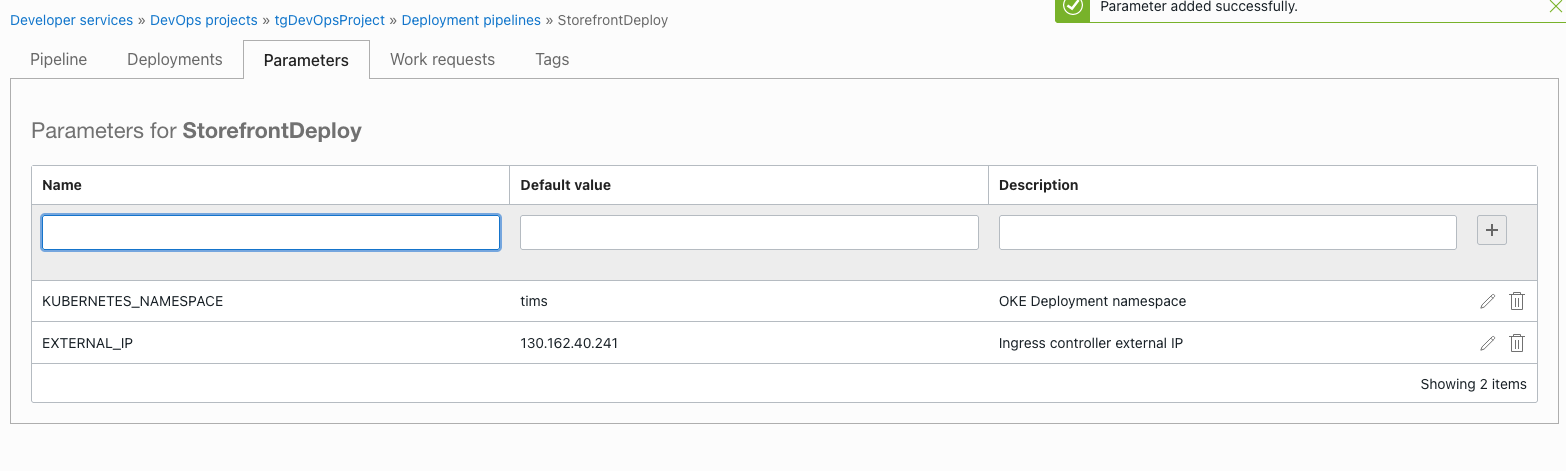 Developer services » DevOps projects » tgDevOpsProject » Deployment pipelines » StorefrontDeploy
Parameter added successfully.
Pipeline Deployments Parameters Work requests Tags
Parameters for StorefrontDeploy
Name Default value Description
KUBERNETES_NAMESPACE tims OKE Deployment namespace
EXTERNAL_IP 130.162.40.241 Ingress controller external IP
Showing 2 items